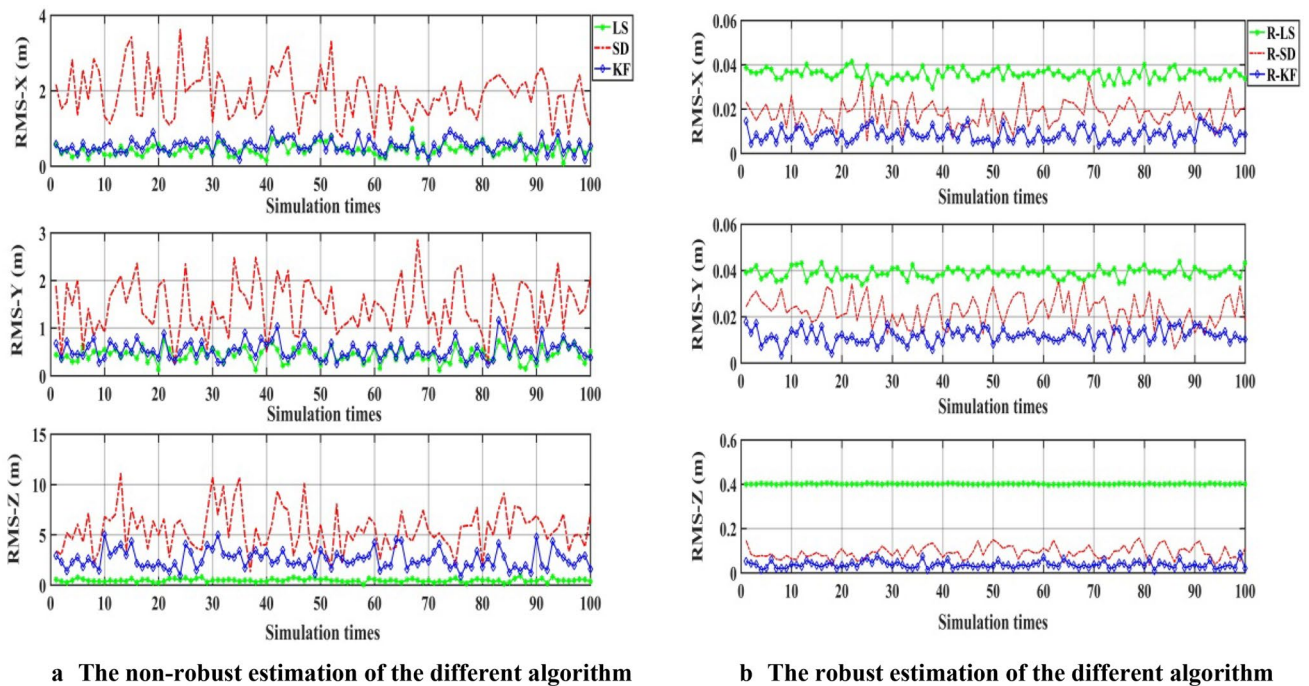 4
2
0
RMS-X (m)
0 10 20 30 40 50 60 70 80 90 100
Simulation times
LS
SD
KF
3
2
1
0
RMS-Y (m)
0 10 20 30 40 50 60 70 80 90 100
Simulation times
15
10
5
0
RMS-Z (m)
0 10 20 30 40 50 60 70 80 90 100
Simulation times
a The non-robust estimation of the different algorithm
0.06
0.04
0.02
0
RMS-X (m)
0 10 20 30 40 50 60 70 80 90 100
Simulation times
R-LS
R-SD
R-KF
0.06
0.04
0.02
0
RMS-Y (m)
0 10 20 30 40 50 60 70 80 90 100
Simulation times
0.6
0.4
0.2
0
RMS-Z (m)
0 10 20 30 40 50 60 70 80 90 100
Simulation times
b The robust estimation of the different algorithm